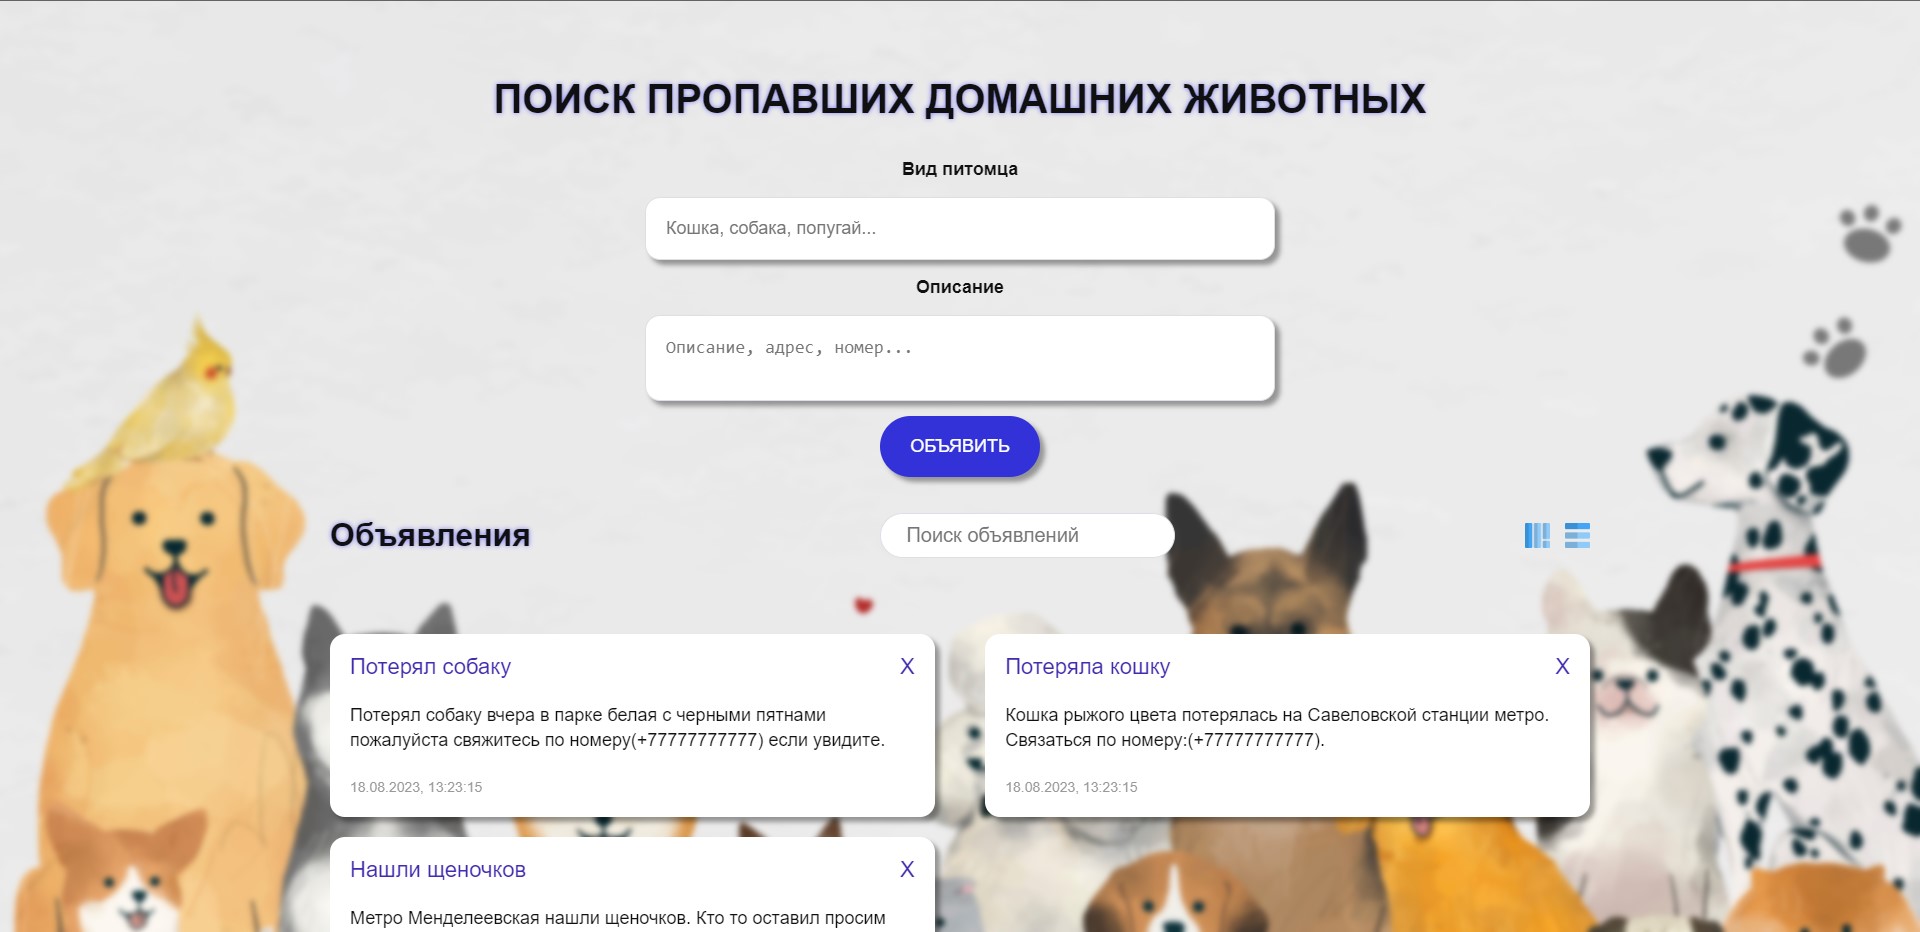 ПОИСК ПРОПАВШИХ ДОМАШНИХ ЖИВОТНЫХ
Вид питомца
Кошка, собака, попугай...
Описание
Описание, адрес, номер...
ОБЪЯВИТЬ
Объявления
Поиск объявлений
Потерял собаку
X
Потерял собаку вчера в парке белая с черными пятнами
пожалуйста свяжитесь по номеру(+77777777777) если увидите.
18.08.2023, 13:23:15
Потеряла кошку
X
Кошка рыжого цвета потерялась на Савеловской станции метро.
Связаться по номеру:(+77777777777).
18.08.2023, 13:23:15
Нашли щеночков
X
Метро Менделеевская нашли щеночков. Кто то оставил просим